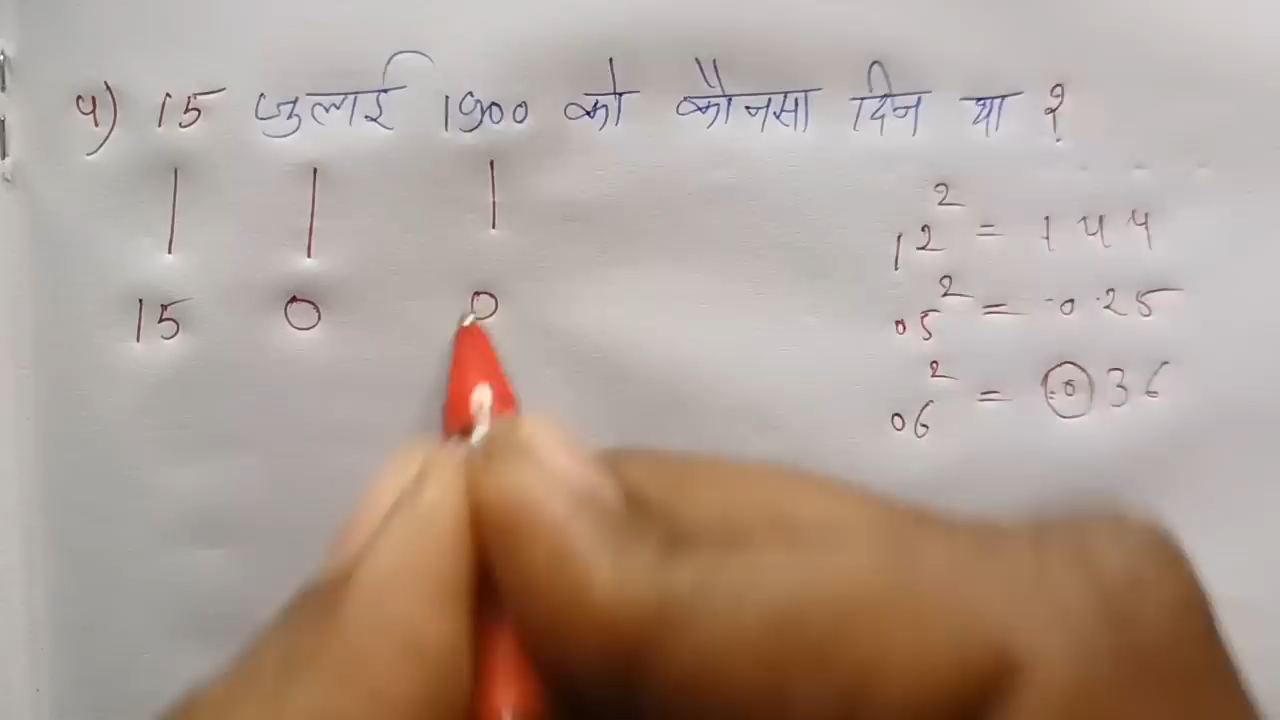 4) 15 जुलाई 1900 को कौनसा दिन था ?
15 0 0
12² = 144
05² = 025
06² = 036